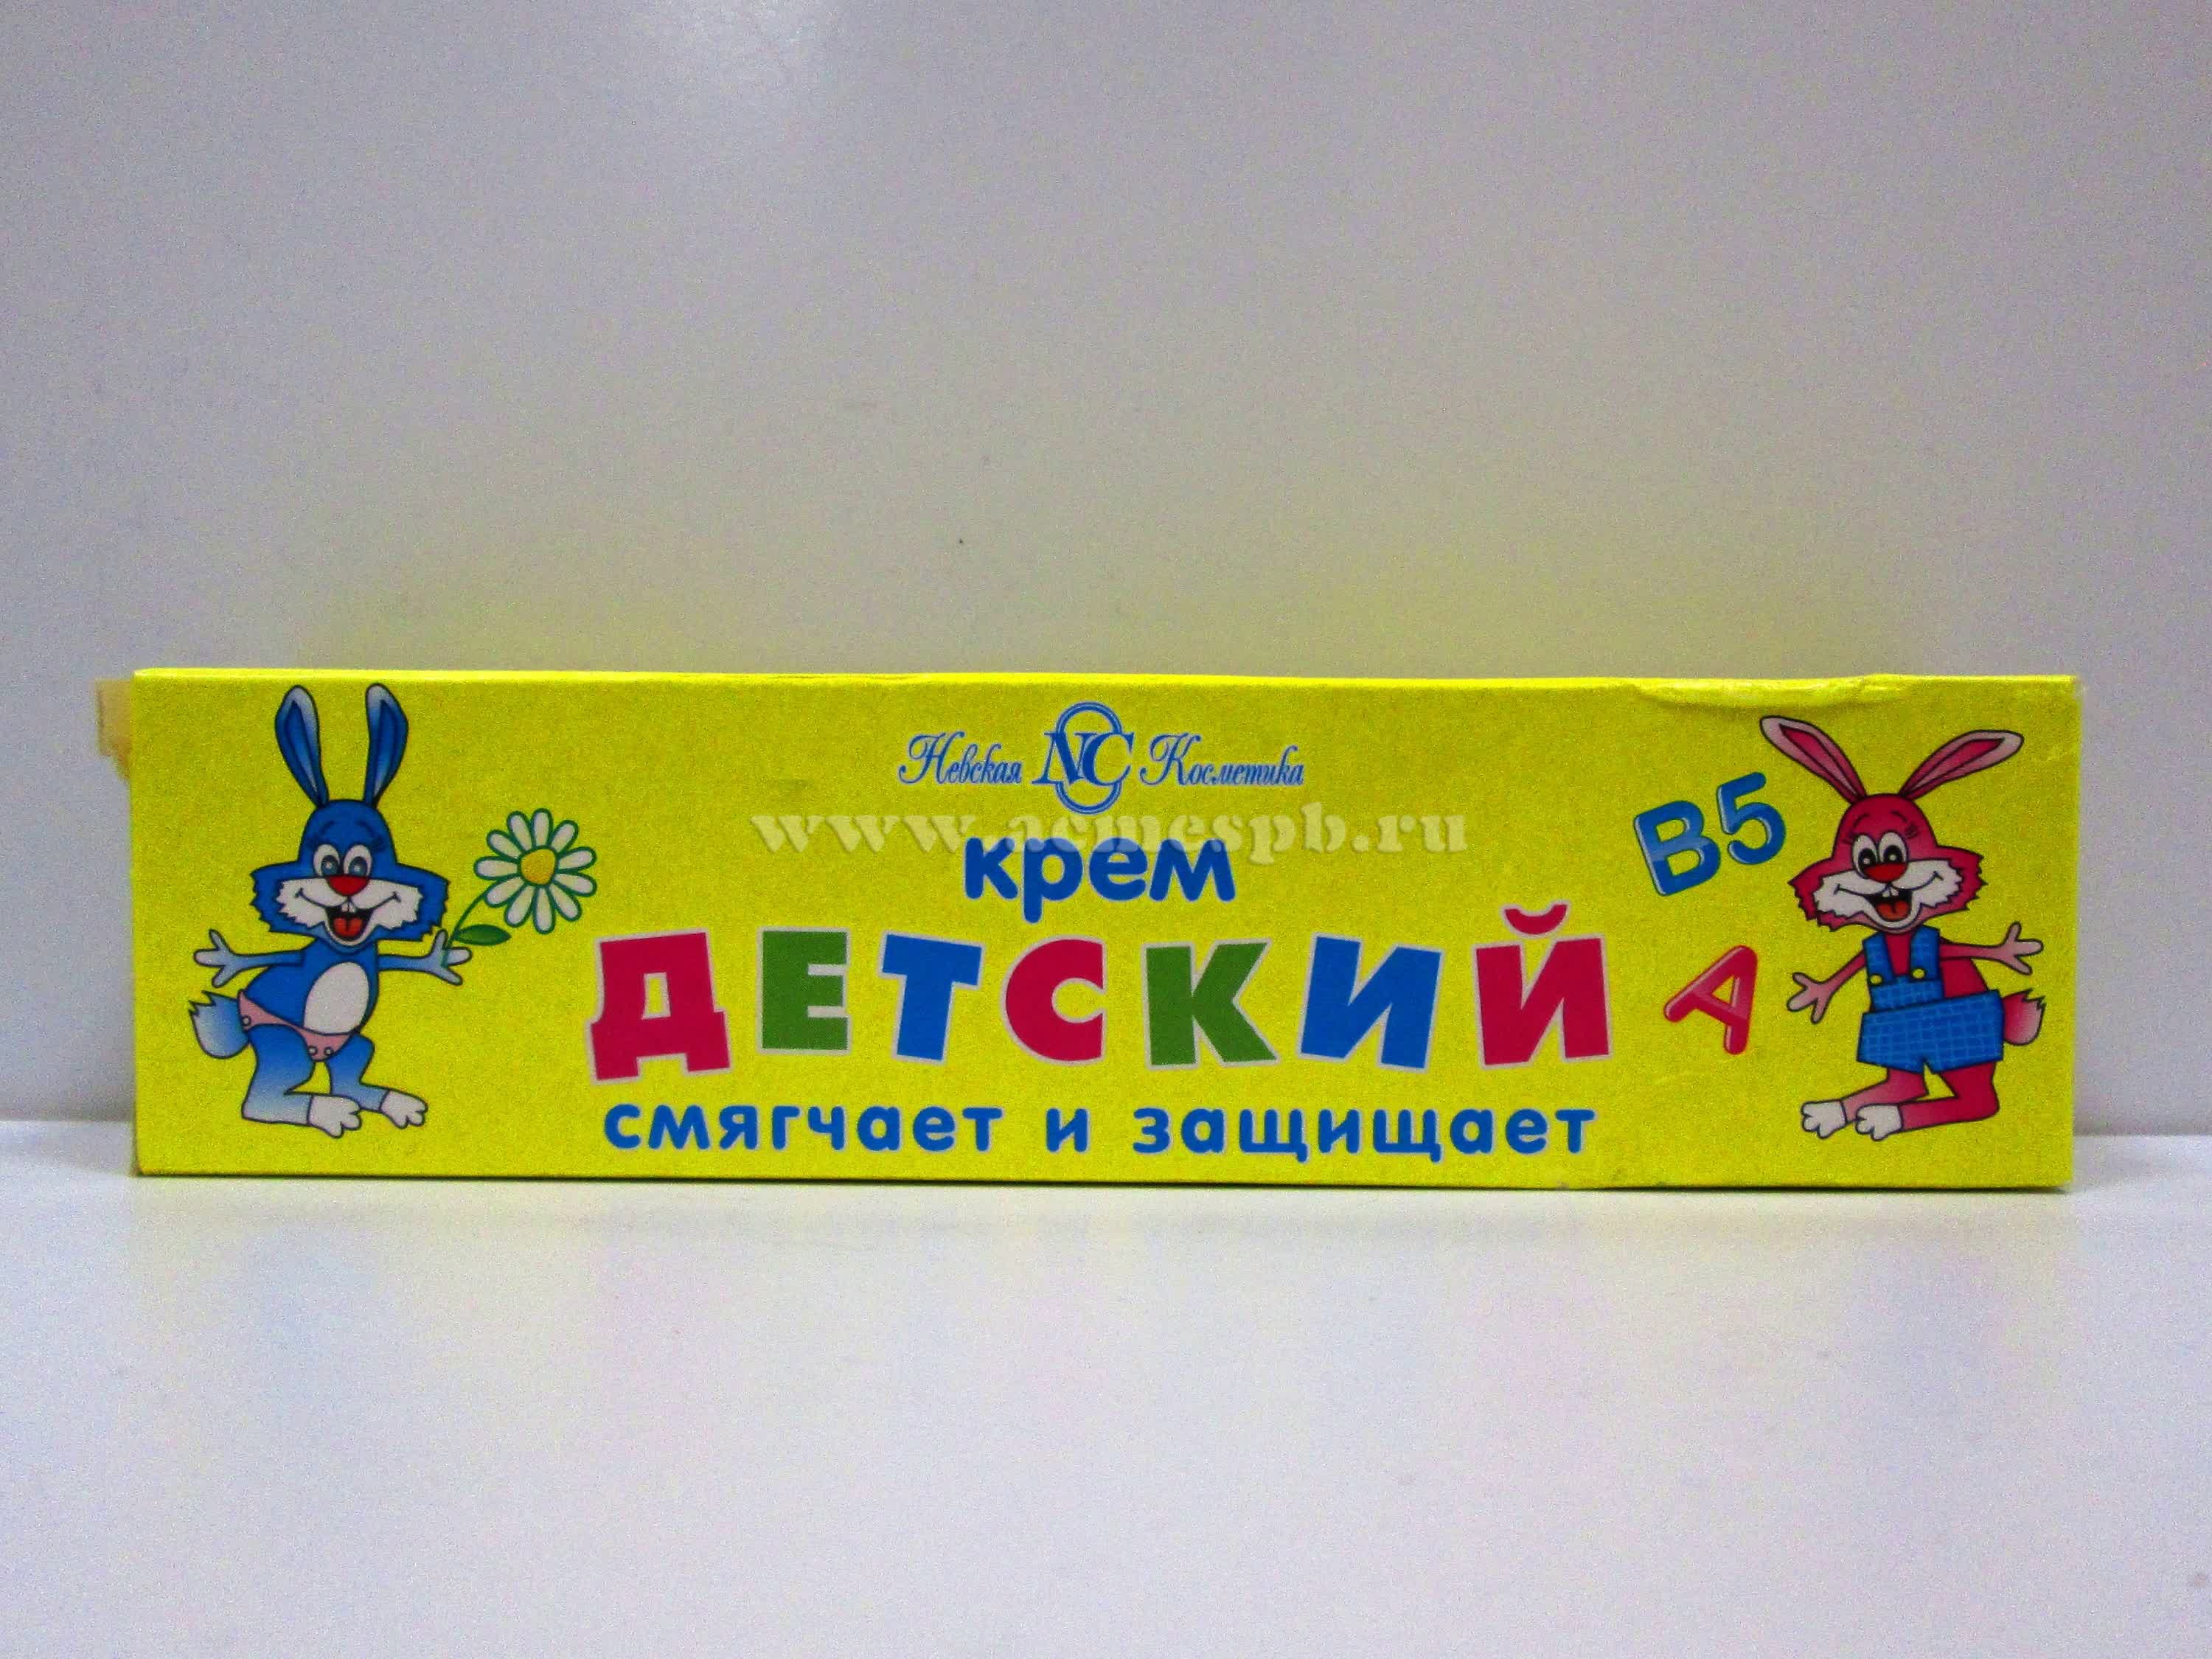 Невская NC Косметика
www.acmespb.ru
крем
ДЕТСКИЙ
смягчает и защищает
B5
A